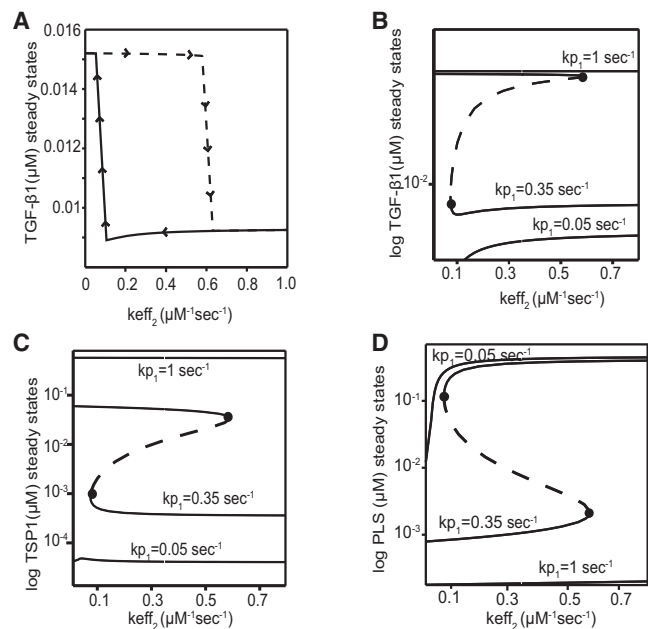 A
TGF-β1(μM) steady states
0.016
0.015
0.014
0.012
0.01
0
0.2
0.4
0.6
0.8
1.0
keff₂ (μM⁻¹sec⁻¹)
B
log TGF-β1(μM) steady states
10⁻²
kp₁=1 sec⁻¹
kp₁=0.35 sec⁻¹
kp₁=0.05 sec⁻¹
0.1
0.3
0.5
0.7
keff₂ (μM⁻¹sec⁻¹)
C
log TSP1(μM) steady states
10⁻¹
10⁻²
10⁻³
10⁻⁴
kp₁=1 sec⁻¹
kp₁=0.35 sec⁻¹
kp₁=0.05 sec⁻¹
0.1
0.3
0.5
0.7
keff₂ (μM⁻¹sec⁻¹)
D
log PLS (μM) steady states
10⁻¹
10⁻²
10⁻³
kp₁=0.05 sec⁻¹
kp₁=0.35 sec⁻¹
kp₁=1 sec⁻¹
0.1
0.3
0.5
0.7
keff₂ (μM⁻¹sec⁻¹)